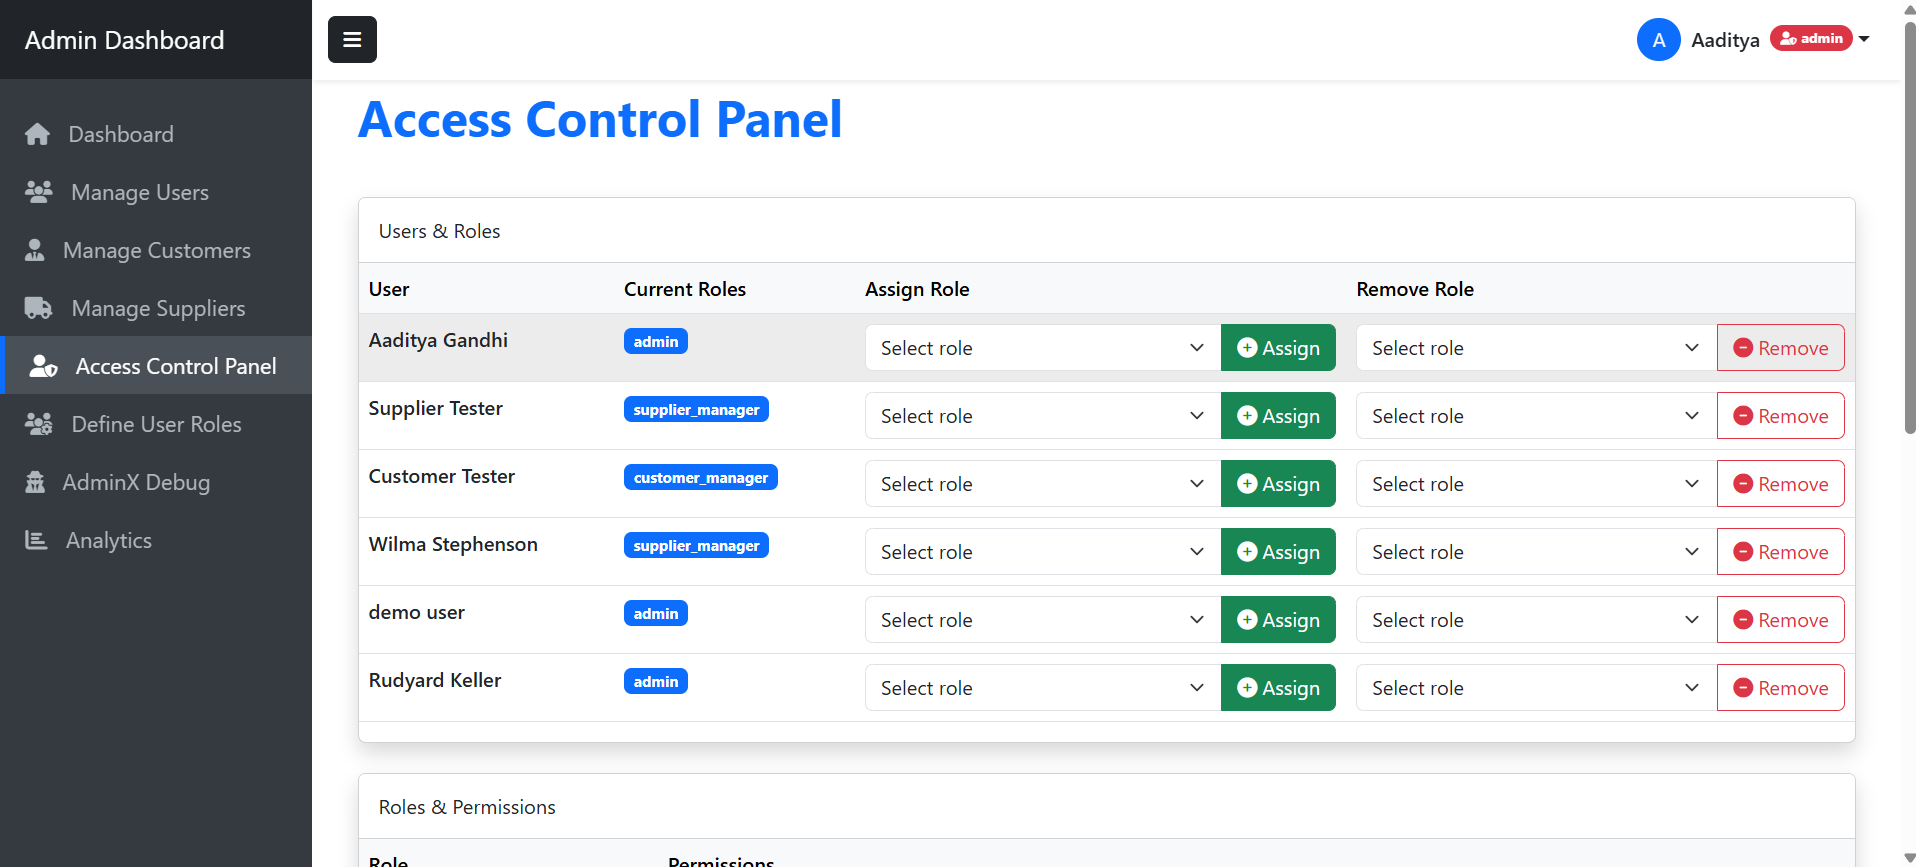 Admin Dashboard
A Aaditya admin
Dashboard
Manage Users
Manage Customers
Manage Suppliers
Access Control Panel
Define User Roles
AdminX Debug
Analytics
Access Control Panel
Users & Roles
User Current Roles Assign Role Remove Role
Aaditya Gandhi admin Select role Assign Select role Remove
Supplier Tester supplier_manager Select role Assign Select role Remove
Customer Tester customer_manager Select role Assign Select role Remove
Wilma Stephenson supplier_manager Select role Assign Select role Remove
demo user admin Select role Assign Select role Remove
Rudyard Keller admin Select role Assign Select role Remove
Roles & Permissions
Role Permissions